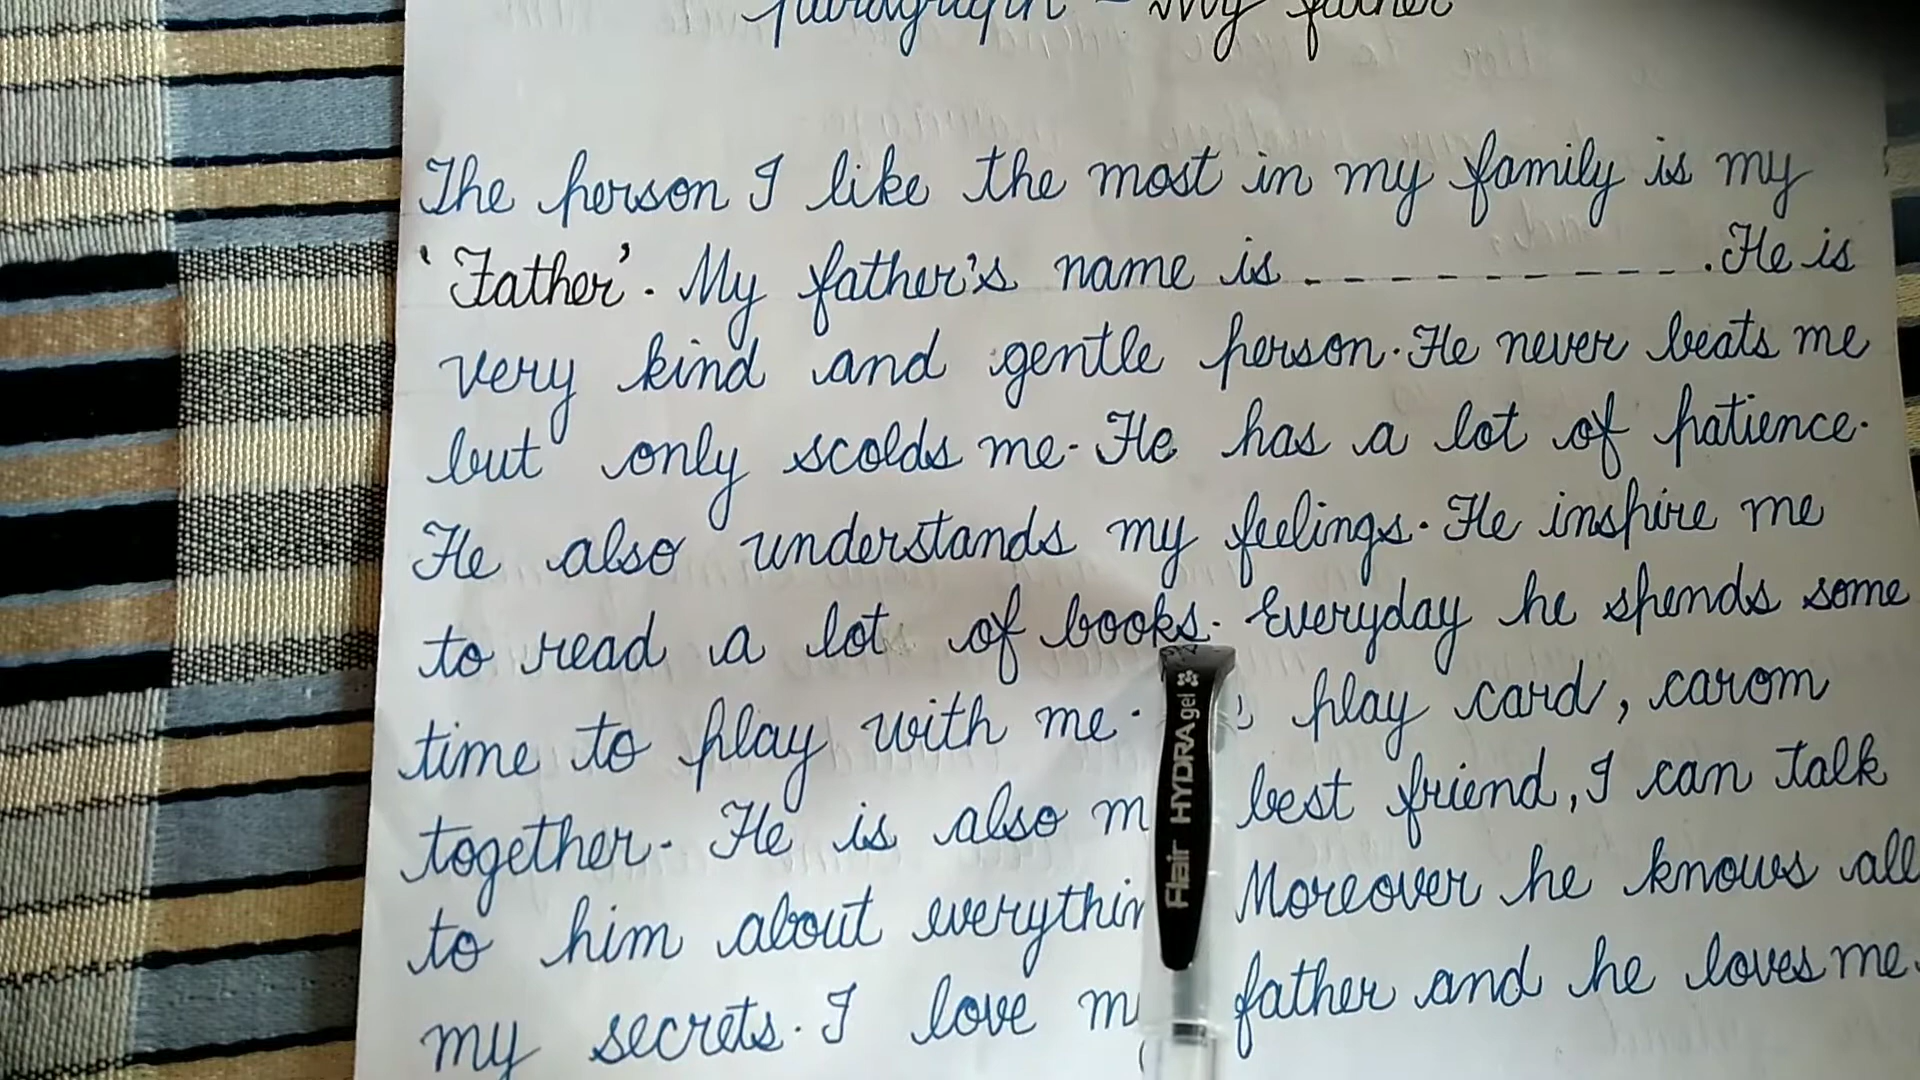 Paragraph - My father
The person I like the most in my family is my
'Father'. My father's name is - - - - - - - - - - . He is
very kind and gentle person. He never beats me
but only scolds me. He has a lot of patience.
He also understands my feelings. He inspire me
to read a lot of books. Everyday he spends some
time to play with me. play card, carom
together. He is also m best friend, I can talk
to him about everythin Moreover he knows all
my secrets. I love m father and he loves me.
Flair HYDRA gel